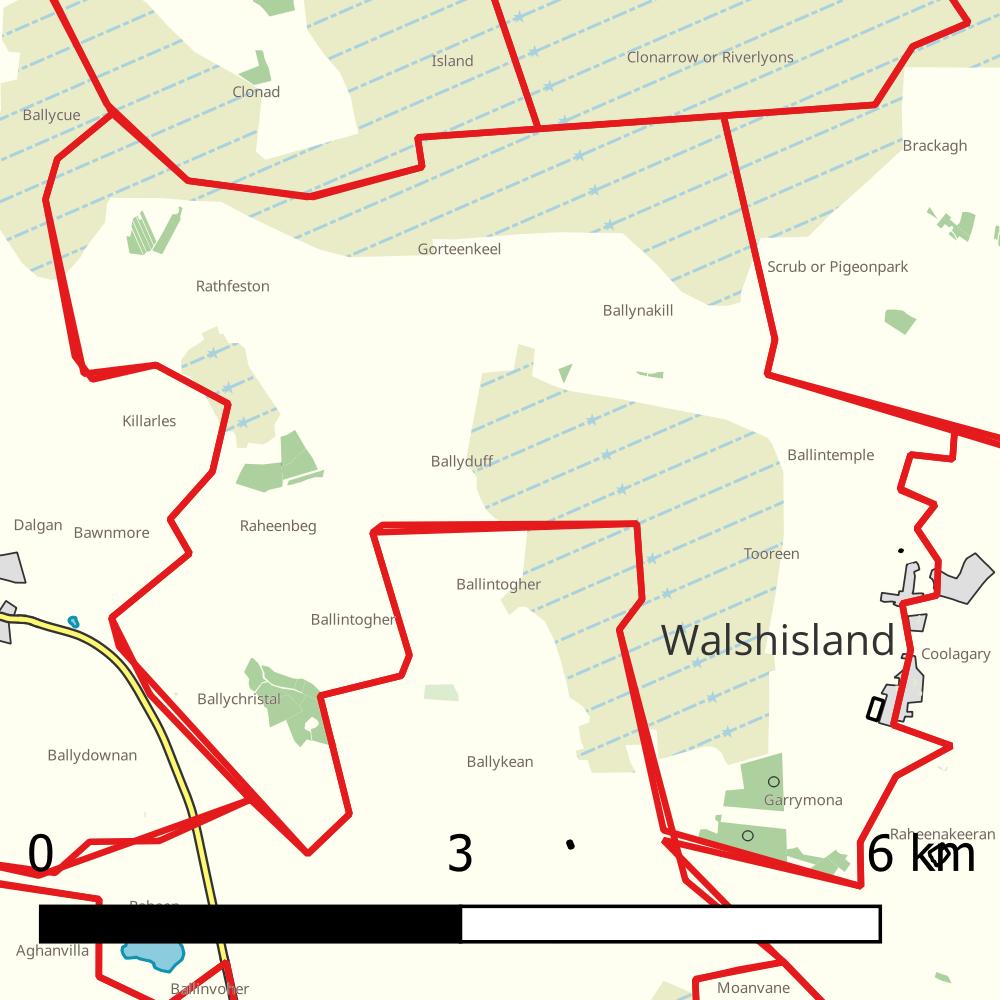 Island
Clonarrow or Riverlyons
Clonad
Ballycue
Brackagh
Gorteenkeel
Scrub or Pigeonpark
Rathfeston
Ballynakill
Killarles
Ballintemple
Ballyduff
Dalgan
Bawnmore
Raheenbeg
Tooreen
Ballintogher
Ballintogher
Walshisland
Coolagary
Ballychristal
Ballydownan
Ballykean
Garrymona
Raheenakeeran
0 3 6 km
Aghanvilla
Ballinvoher
Moanvane